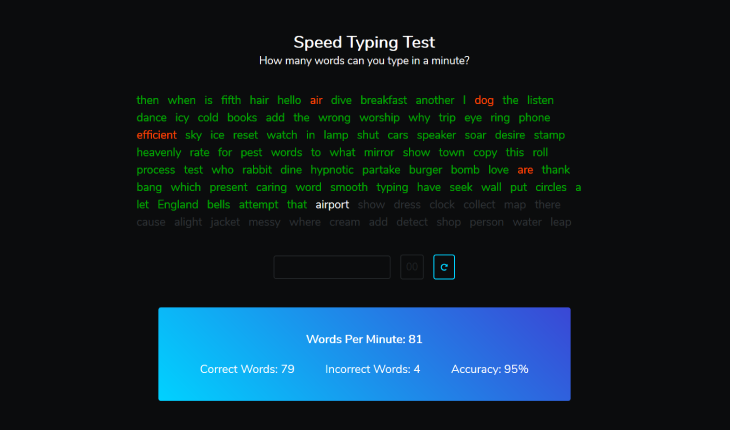 Speed Typing Test
How many words can you type in a minute?
then when is fifth hair hello air dive breakfast another I dog the listen
dance icy cold books add the wrong worship why trip eye ring phone
efficient sky ice reset watch in lamp shut cars speaker soar desire stamp
heavenly rate for pest words to what mirror show town copy this roll
process test who rabbit dine hypnotic partake burger bomb love are thank
bang which present caring word smooth typing have seek wall put circles a
let England bells attempt that airport show dress clock collect map there
cause alight jacket messy where cream add detect shop person water leap
00
Words Per Minute: 81
Correct Words: 79 Incorrect Words: 4 Accuracy: 95%